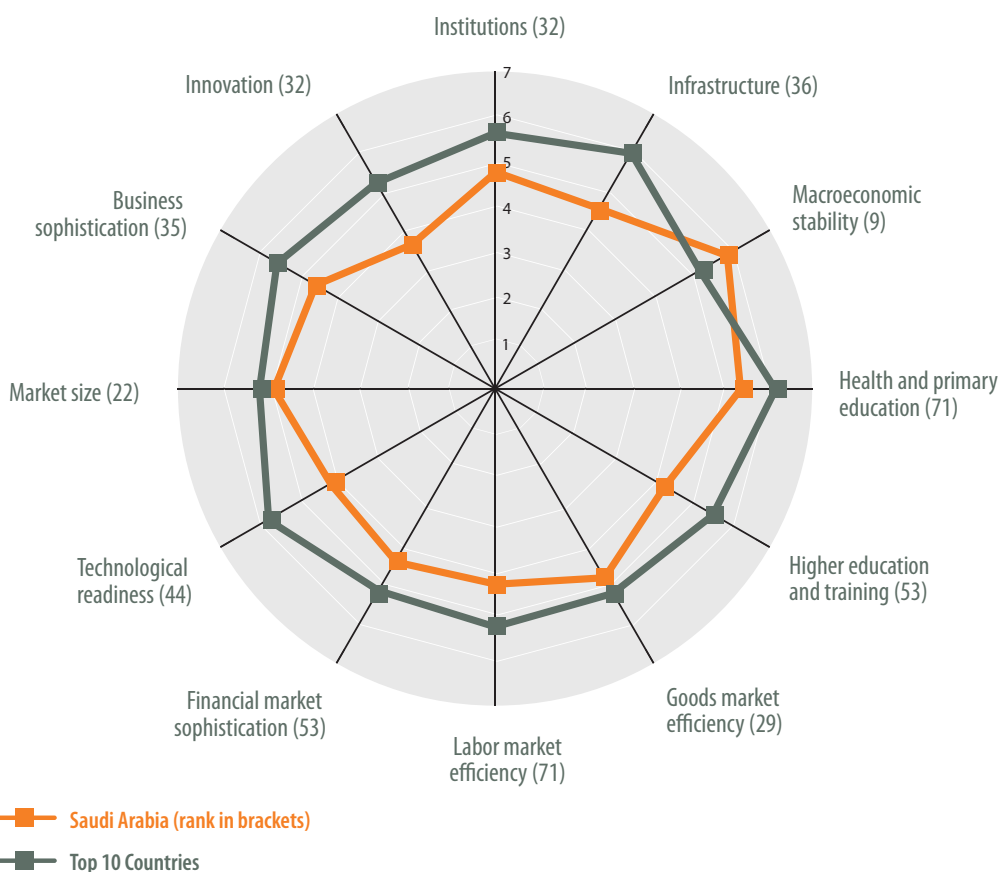 Institutions (32)
Infrastructure (36)
Macroeconomic
stability (9)
Health and primary
education (71)
Higher education
and training (53)
Goods market
efficiency (29)
Labor market
efficiency (71)
Financial market
sophistication (53)
Technological
readiness (44)
Market size (22)
Business
sophistication (35)
Innovation (32)
7
6
5
4
3
2
1
Saudi Arabia (rank in brackets)
Top 10 Countries